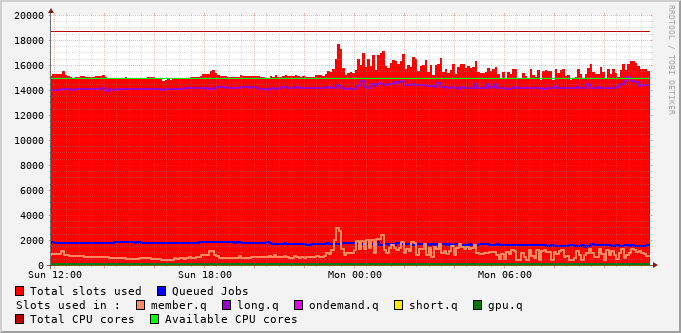 20000
18000
16000
14000
12000
10000
8000
6000
4000
2000
0
Sun 12:00 Sun 18:00 Mon 00:00 Mon 06:00
Total slots used Queued Jobs
Slots used in : member.q long.q ondemand.q short.q gpu.q
Total CPU cores Available CPU cores
RRDTOOL / TOBI OETIKER